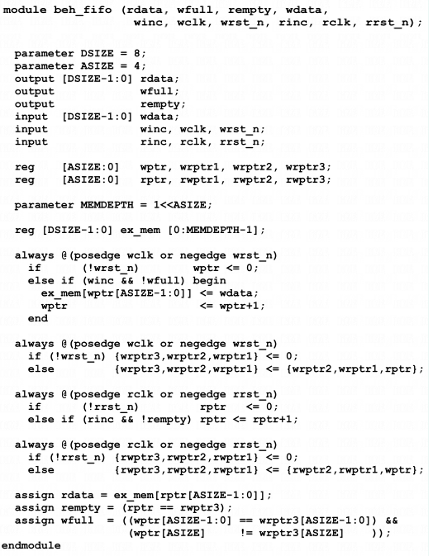 module beh_fifo (rdata, wfull, rempty, wdata,
                 winc, wclk, wrst_n, rinc, rclk, rrst_n);
  parameter DSIZE = 8;
  parameter ASIZE = 4;
  output [DSIZE-1:0] rdata;
  output             wfull;
  output             rempty;
  input  [DSIZE-1:0] wdata;
  input              winc, wclk, wrst_n;
  input              rinc, rclk, rrst_n;
  reg    [ASIZE:0]   wptr, wrptr1, wrptr2, wrptr3;
  reg    [ASIZE:0]   rptr, rwptr1, rwptr2, rwptr3;
  parameter MEMDEPTH = 1<<ASIZE;
  reg [DSIZE-1:0] ex_mem [0:MEMDEPTH-1];
  always @(posedge wclk or negedge wrst_n)
    if      (!wrst_n)       wptr <= 0;
    else if (winc && !wfull) begin
      ex_mem[wptr[ASIZE-1:0]] <= wdata;
      wptr                    <= wptr+1;
    end
  always @(posedge wclk or negedge wrst_n)
    if (!wrst_n) {wrptr3,wrptr2,wrptr1} <= 0;
    else         {wrptr3,wrptr2,wrptr1} <= {wrptr2,wrptr1,rptr};
  always @(posedge rclk or negedge rrst_n)
    if      (!rrst_n)        rptr   <= 0;
    else if (rinc && !rempty) rptr <= rptr+1;
  always @(posedge rclk or negedge rrst_n)
    if (!rrst_n) {rwptr3,rwptr2,rwptr1} <= 0;
    else         {rwptr3,rwptr2,rwptr1} <= {rwptr2,rwptr1,wptr};
  assign rdata = ex_mem[rptr[ASIZE-1:0]];
  assign rempty = (rptr == rwptr3);
  assign wfull  = ((wptr[ASIZE-1:0] == wrptr3[ASIZE-1:0]) &&
                   (wptr[ASIZE]     != wrptr3[ASIZE]    ));
endmodule